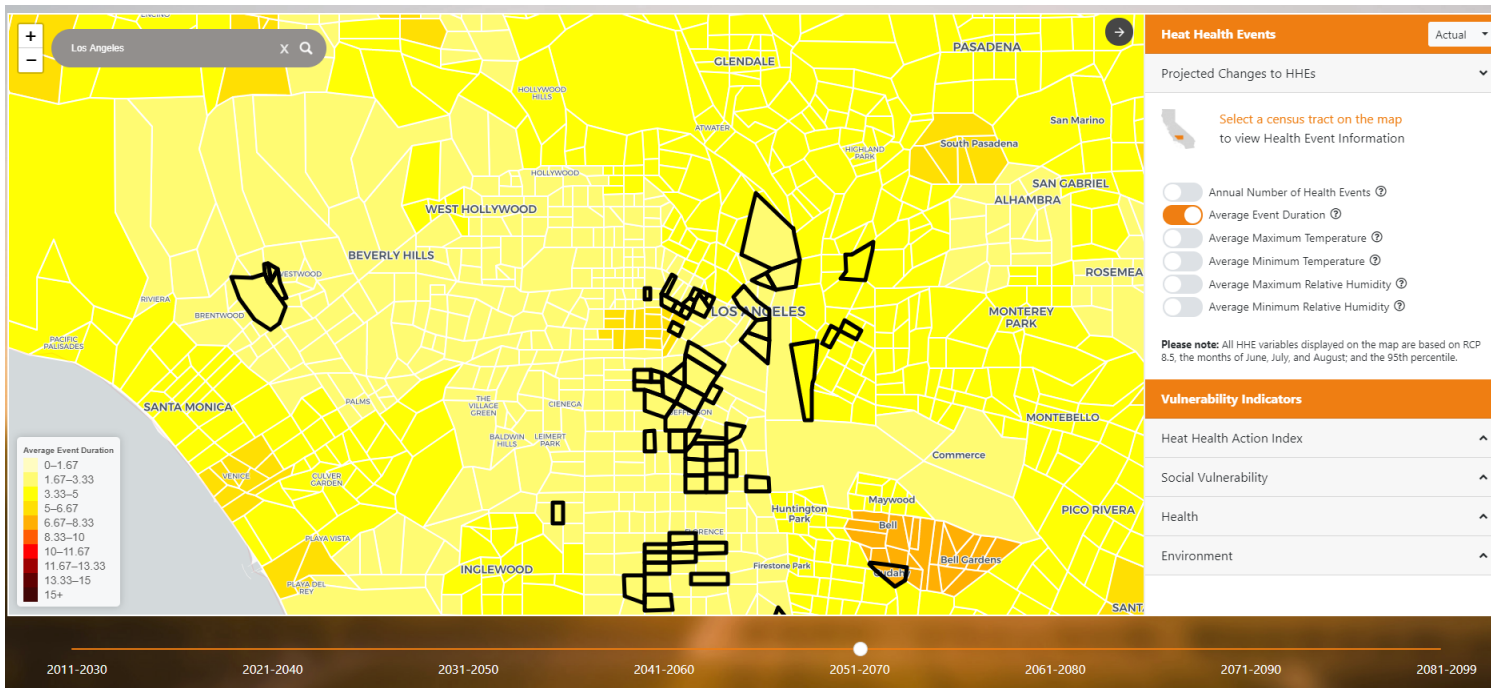 +
−
Los Angeles
X
ENCINO
PASADENA
GLENDALE
HOLLYWOOD
HILLS
ATWATER
San Marino
HIGHLAND
PARK
South Pasadena
HOLLYWOOD
SAN GABRIEL
ALHAMBRA
WEST HOLLYWOOD
BEVERLY HILLS
WESTWOOD
ROSEMEA
RIVIERA
BRENTWOOD
LOS ANGELES
MONTEREY
PARK
PACIFIC
PALISADES
SANTA MONICA
PALMS
THE
VILLAGE
GREEN
CIENEGA
JEFFERSON
MONTEBELLO
BALDWIN
HILLS
LEIMERT
PARK
Commerce
VENICE
CULVER
GARDEN
Maywood
Huntington
Park
Bell
PICO RIVERA
PLAYA VISTA
FLORENCE
INGLEWOOD
Firestone Park
Bell Gardens
Cudahy
PLAYA DEL
REY
SANT
Average Event Duration
0–1.67
1.67–3.33
3.33–5
5–6.67
6.67–8.33
8.33–10
10–11.67
11.67–13.33
13.33–15
15+
Heat Health Events
Actual
Projected Changes to HHEs
Select a census tract on the map
to view Health Event Information
Annual Number of Health Events ?
Average Event Duration ?
Average Maximum Temperature ?
Average Minimum Temperature ?
Average Maximum Relative Humidity ?
Average Minimum Relative Humidity ?
Please note: All HHE variables displayed on the map are based on RCP
8.5, the months of June, July, and August; and the 95th percentile.
Vulnerability Indicators
Heat Health Action Index
Social Vulnerability
Health
Environment
2011-2030
2021-2040
2031-2050
2041-2060
2051-2070
2061-2080
2071-2090
2081-2099